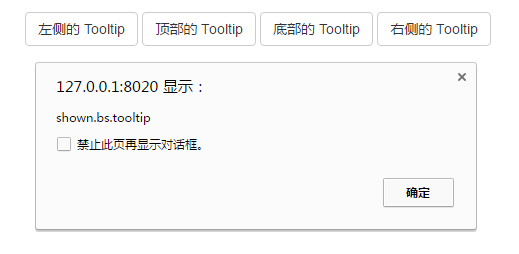 左侧的 Tooltip 顶部的 Tooltip 底部的 Tooltip 右侧的 Tooltip
127.0.0.1:8020 显示：
shown.bs.tooltip
禁止此页再显示对话框。
确定